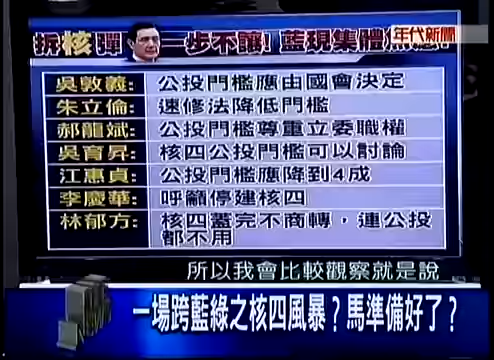 拆核彈 一步不讓! 藍現集體焦慮?
年代新聞
吳敦義: 公投門檻應由國會決定
朱立倫: 速修法降低門檻
郝龍斌: 公投門檻尊重立委職權
吳育昇: 核四公投門檻可以討論
江惠貞: 公投門檻應降到4成
李慶華: 呼籲停建核四
林郁方: 核四蓋完不商轉,連公投
都不用
所以我會比較觀察就是說
一場跨藍綠之核四風暴?馬準備好了?